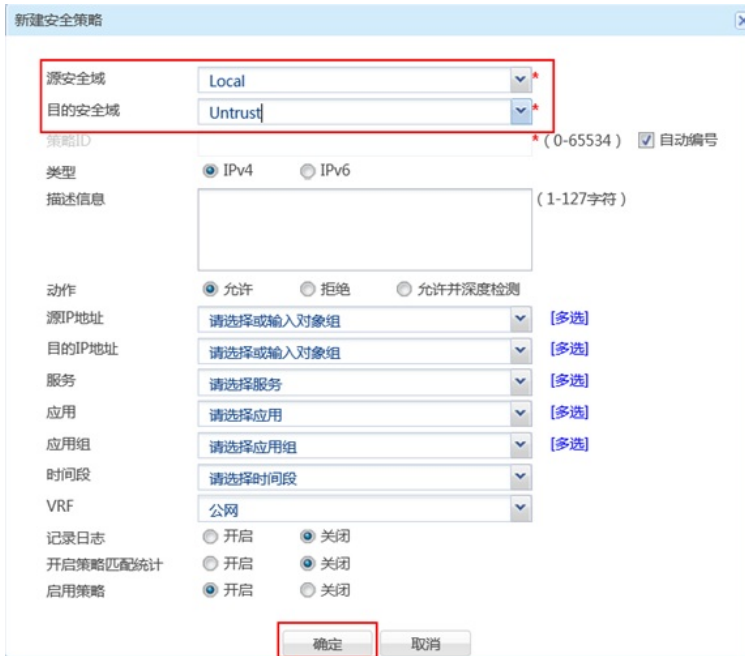 新建安全策略
源安全域 Local *
目的安全域 Untrust *
策略ID * (0-65534) 自动编号
类型 IPv4 IPv6
描述信息 (1-127字符)
动作 允许 拒绝 允许并深度检测
源IP地址 请选择或输入对象组 [多选]
目的IP地址 请选择或输入对象组 [多选]
服务 请选择服务 [多选]
应用 请选择应用 [多选]
应用组 请选择应用组 [多选]
时间段 请选择时间段
VRF 公网
记录日志 开启 关闭
开启策略匹配统计 开启 关闭
启用策略 开启 关闭
确定 取消